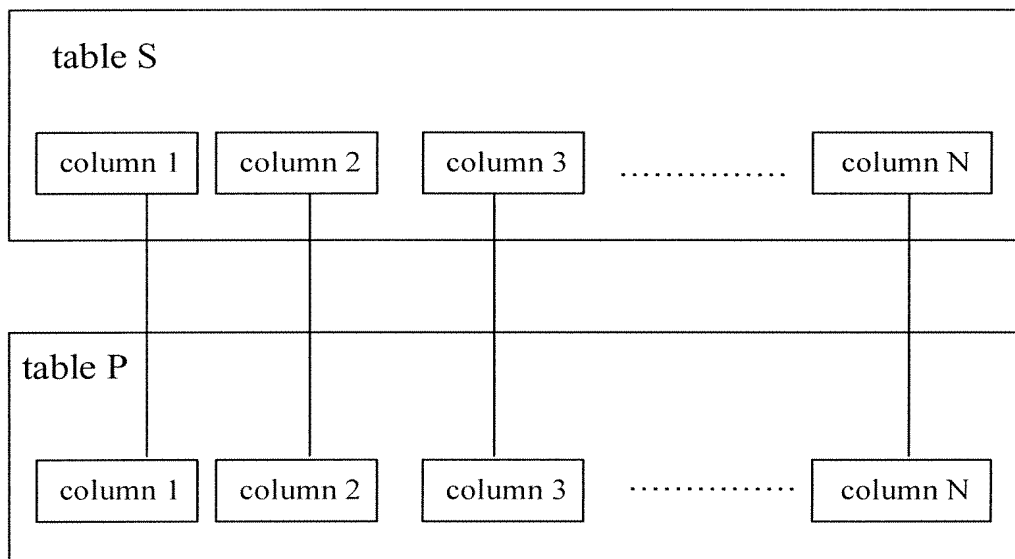 table S
column 1 column 2 column 3 ............... column N
table P
column 1 column 2 column 3 ............... column N